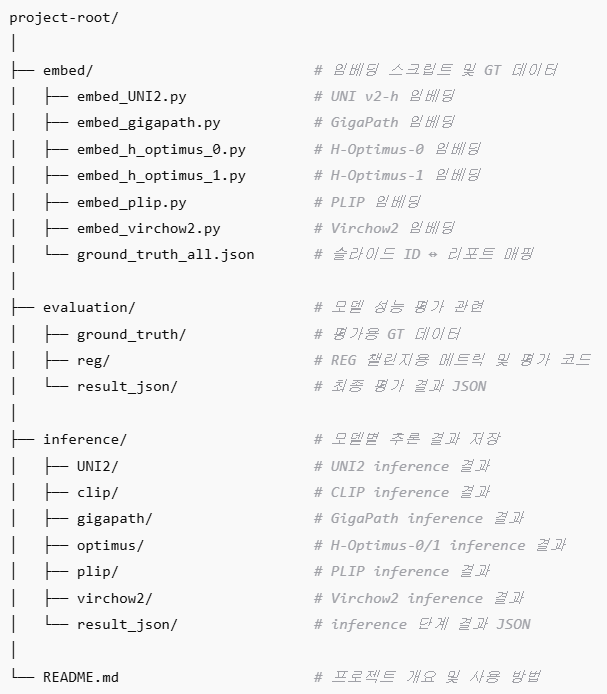 project-root/
│
├── embed/ # 임베딩 스크립트 및 GT 데이터
│   ├── embed_UNI2.py # UNI v2-h 임베딩
│   ├── embed_gigapath.py # GigaPath 임베딩
│   ├── embed_h_optimus_0.py # H-Optimus-0 임베딩
│   ├── embed_h_optimus_1.py # H-Optimus-1 임베딩
│   ├── embed_plip.py # PLIP 임베딩
│   ├── embed_virchow2.py # Virchow2 임베딩
│   └── ground_truth_all.json # 슬라이드 ID ↔ 리포트 매핑
│
├── evaluation/ # 모델 성능 평가 관련
│   ├── ground_truth/ # 평가용 GT 데이터
│   ├── reg/ # REG 챌린지용 메트릭 및 평가 코드
│   └── result_json/ # 최종 평가 결과 JSON
│
├── inference/ # 모델별 추론 결과 저장
│   ├── UNI2/ # UNI2 inference 결과
│   ├── clip/ # CLIP inference 결과
│   ├── gigapath/ # GigaPath inference 결과
│   ├── optimus/ # H-Optimus-0/1 inference 결과
│   ├── plip/ # PLIP inference 결과
│   ├── virchow2/ # Virchow2 inference 결과
│   └── result_json/ # inference 단계 결과 JSON
│
└── README.md # 프로젝트 개요 및 사용 방법